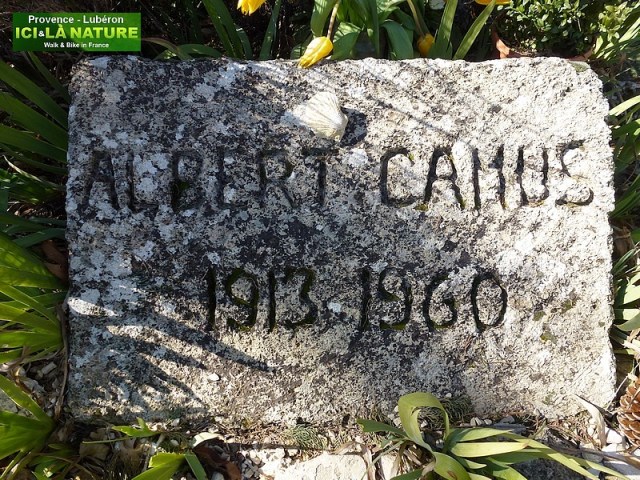 Provence - Lubéron
ICI&LÀ NATURE
Walk & Bike in France
ALBERT CAMUS
1913-1960